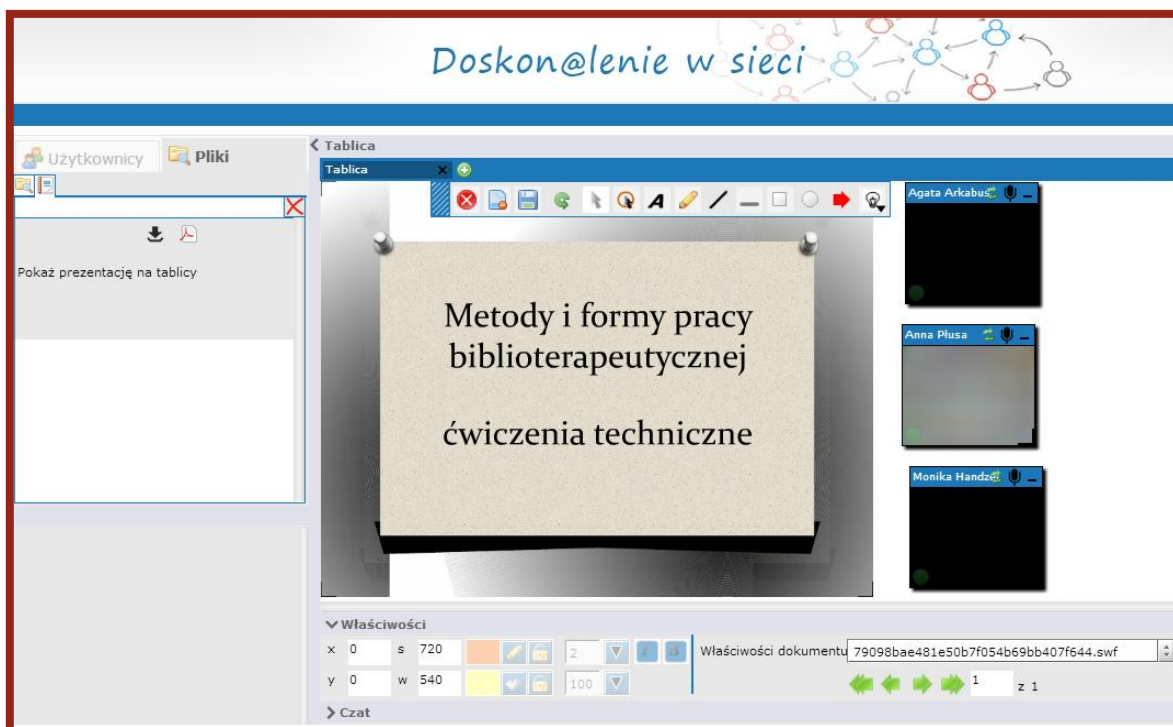 Doskon@lenie w sieci
Użytkownicy
Pliki
Pokaż prezentację na tablicy
Tablica
Tablica
A
Metody i formy pracy
biblioterapeutycznej
ćwiczenia techniczne
Agata Arkabus
Anna Płusa
Monika
Właściwości
x 0 s 720 2 Właściwości dokumentu 79098bae481e50b7f054b69bb407f644.swf
y 0 w 540 100 1 z 1
Czat